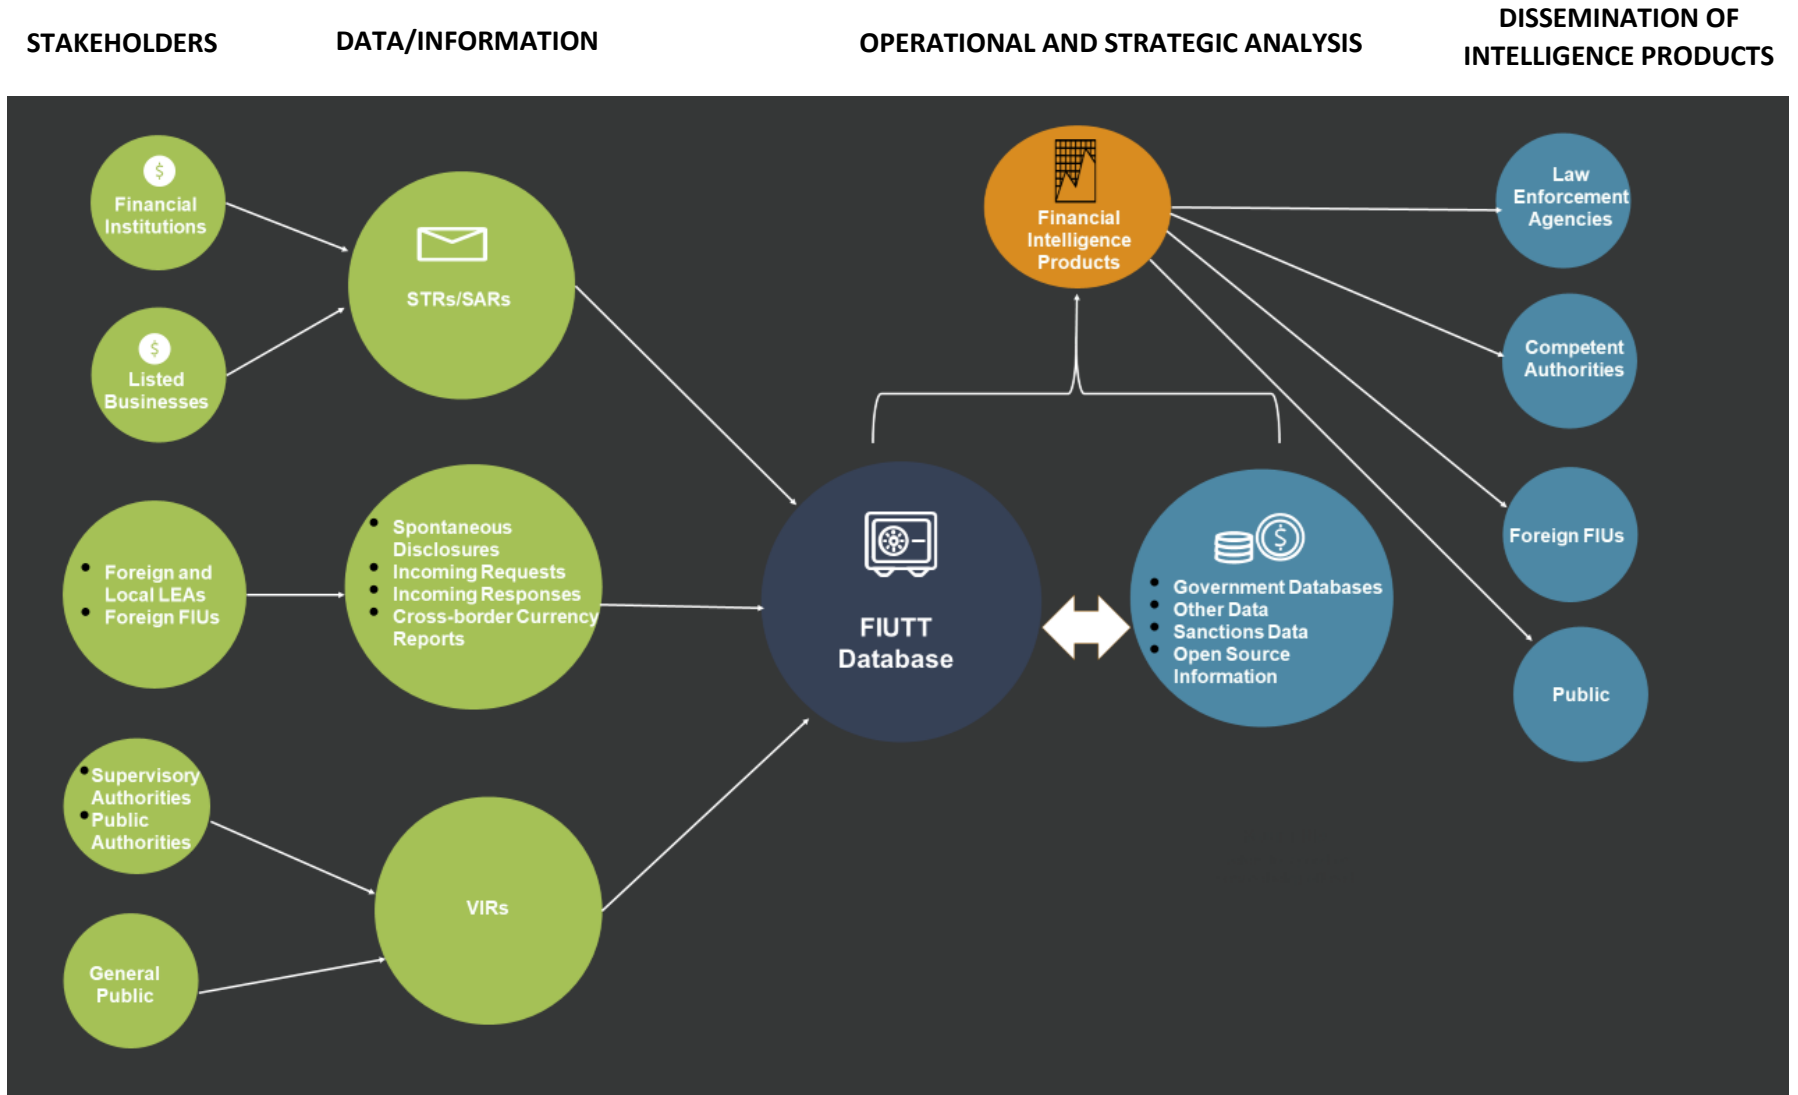 STAKEHOLDERS
DATA/INFORMATION
OPERATIONAL AND STRATEGIC ANALYSIS
DISSEMINATION OF
INTELLIGENCE PRODUCTS
$
Financial
Institutions
$
Listed
Businesses
• Foreign and
Local LEAs
• Foreign FIUs
• Supervisory
Authorities
• Public
Authorities
General
Public
STRs/SARs
• Spontaneous
Disclosures
• Incoming Requests
• Incoming Responses
• Cross-border Currency
Reports
VIRs
FIUTT
Database
Financial
Intelligence
Products
$
• Government Databases
• Other Data
• Sanctions Data
• Open Source
Information
Law
Enforcement
Agencies
Competent
Authorities
Foreign FIUs
Public